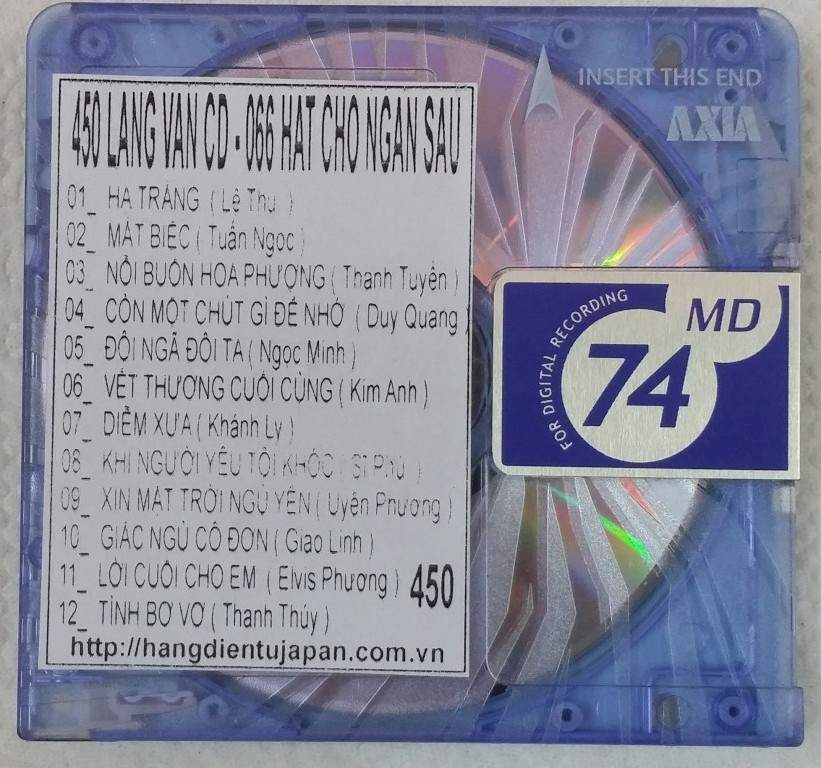 450 LANG VAN CD - 066 HAT CHO NGAN SAU
01_ HẠ TRẮNG ( Lệ Thu )
02_ MẮT BIẾC ( Tuấn Ngọc )
03_ NỖI BUỒN HOA PHƯỢNG ( Thanh Tuyền )
04_ CÒN MỘT CHÚT GÌ ĐỂ NHỚ ( Duy Quang )
05_ ĐÔI NGÃ ĐÔI TA ( Ngọc Minh )
06_ VẾT THƯƠNG CUỐI CÙNG ( Kim Anh )
07_ DIỄM XƯA ( Khánh Ly )
08_ KHI NGƯỜI YÊU TÔI KHÓC ( Sĩ Phú )
09_ XIN MẶT TRỜI NGỦ YÊN ( Uyên Phương )
10_ GIẤC NGỦ CÔ ĐƠN ( Giao Linh )
11_ LỜI CUỐI CHO EM ( Elvis Phương )
450
12_ TÌNH BƠ VƠ ( Thanh Thúy )
http://hangdientujapan.com.vn
INSERT THIS END
AXIA
FOR DIGITAL RECORDING
MD
74